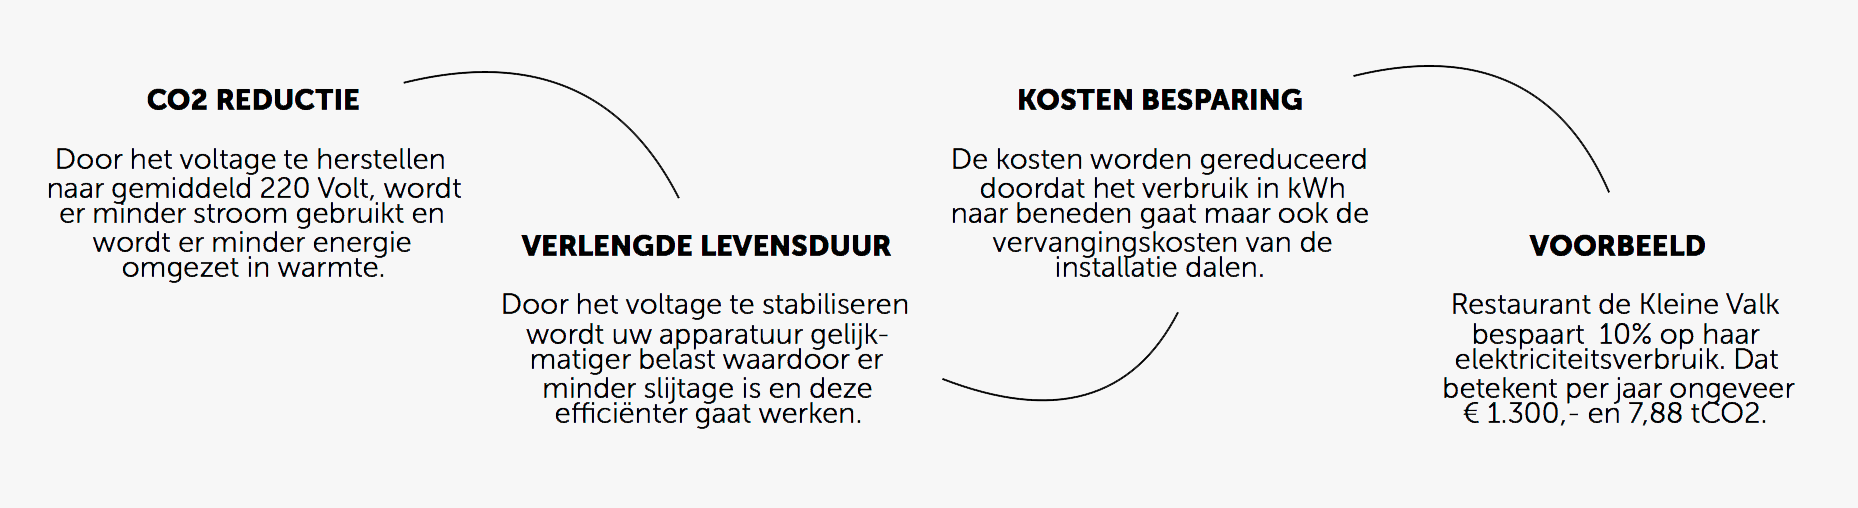 CO2 REDUCTIE
Door het voltage te herstellen
naar gemiddeld 220 Volt, wordt
er minder stroom gebruikt en
wordt er minder energie
omgezet in warmte.
VERLENGDE LEVENSDUUR
Door het voltage te stabiliseren
wordt uw apparatuur gelijk-
matiger belast waardoor er
minder slijtage is en deze
efficiënter gaat werken.
KOSTEN BESPARING
De kosten worden gereduceerd
doordat het verbruik in kWh
naar beneden gaat maar ook de
vervangingskosten van de
installatie dalen.
VOORBEELD
Restaurant de Kleine Valk
bespaart 10% op haar
elektriciteitsverbruik. Dat
betekent per jaar ongeveer
€ 1.300,- en 7,88 tCO2.